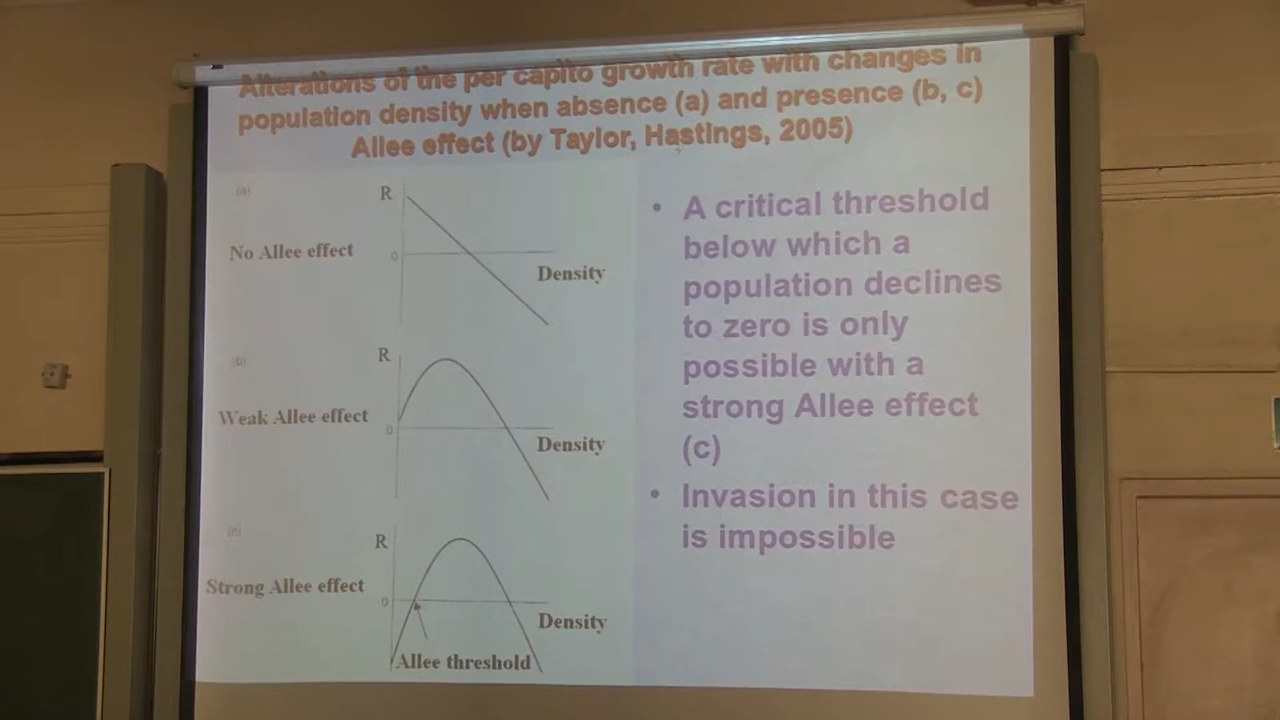 Alterations of the per capito growth rate with changes in
population density when absence (a) and presence (b, c)
Allee effect (by Taylor, Hastings, 2005)
(a)
R
No Allee effect
0
Density
(b)
R
Weak Allee effect
0
Density
(c)
R
Strong Allee effect
0
Density
Allee threshold
• A critical threshold
below which a
population declines
to zero is only
possible with a
strong Allee effect
(c)
• Invasion in this case
is impossible